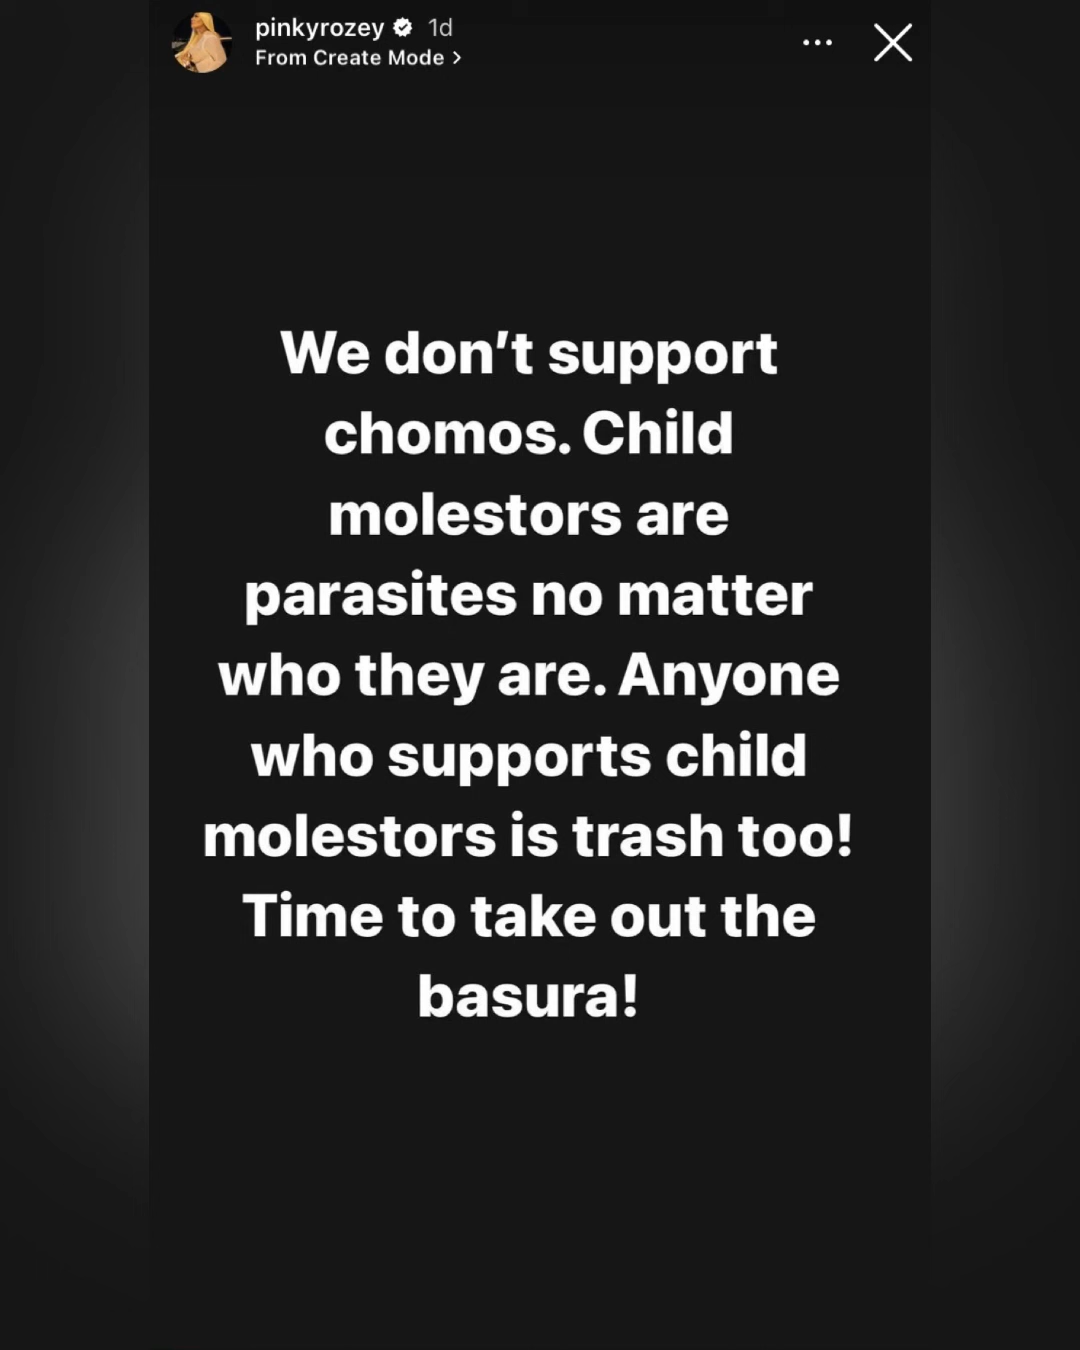 pinkyrozey 1d
From Create Mode >
We don’t support
chomos. Child
molestors are
parasites no matter
who they are. Anyone
who supports child
molestors is trash too!
Time to take out the
basura!